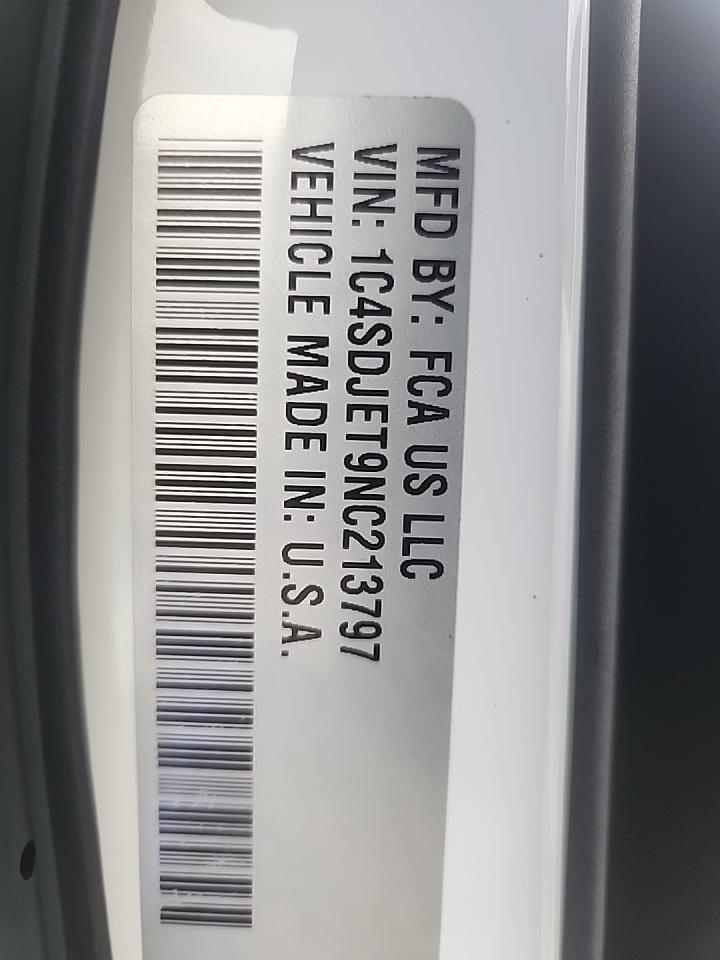 MFD BY: FCA US LLC
VIN: 1C4SDJET9NC213797
VEHICLE MADE IN: U.S.A.